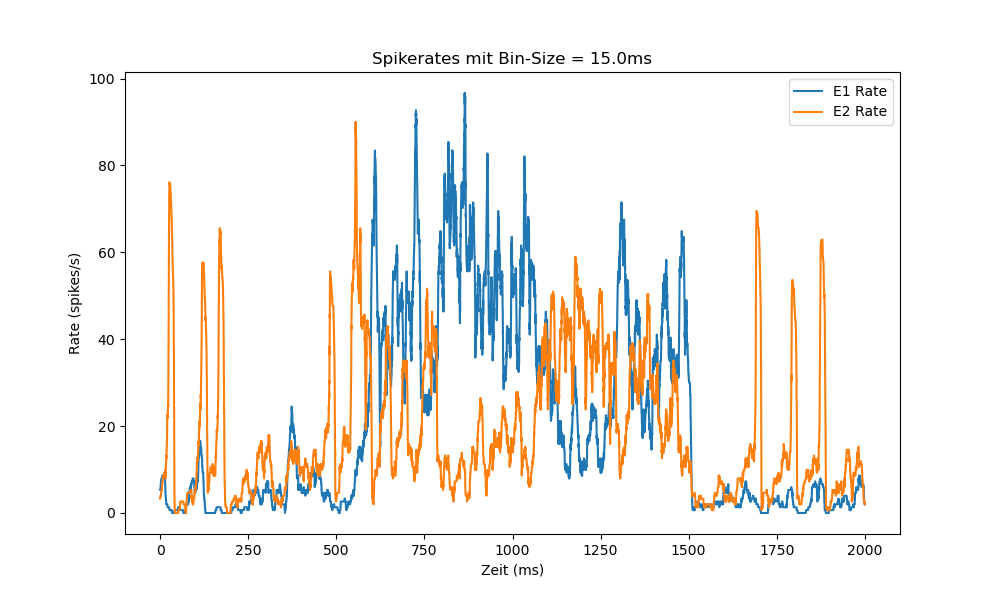 Spikerates mit Bin-Size = 15.0ms
E1 Rate
E2 Rate
Rate (spikes/s)
100
80
60
40
20
0
0 250 500 750 1000 1250 1500 1750 2000
Zeit (ms)